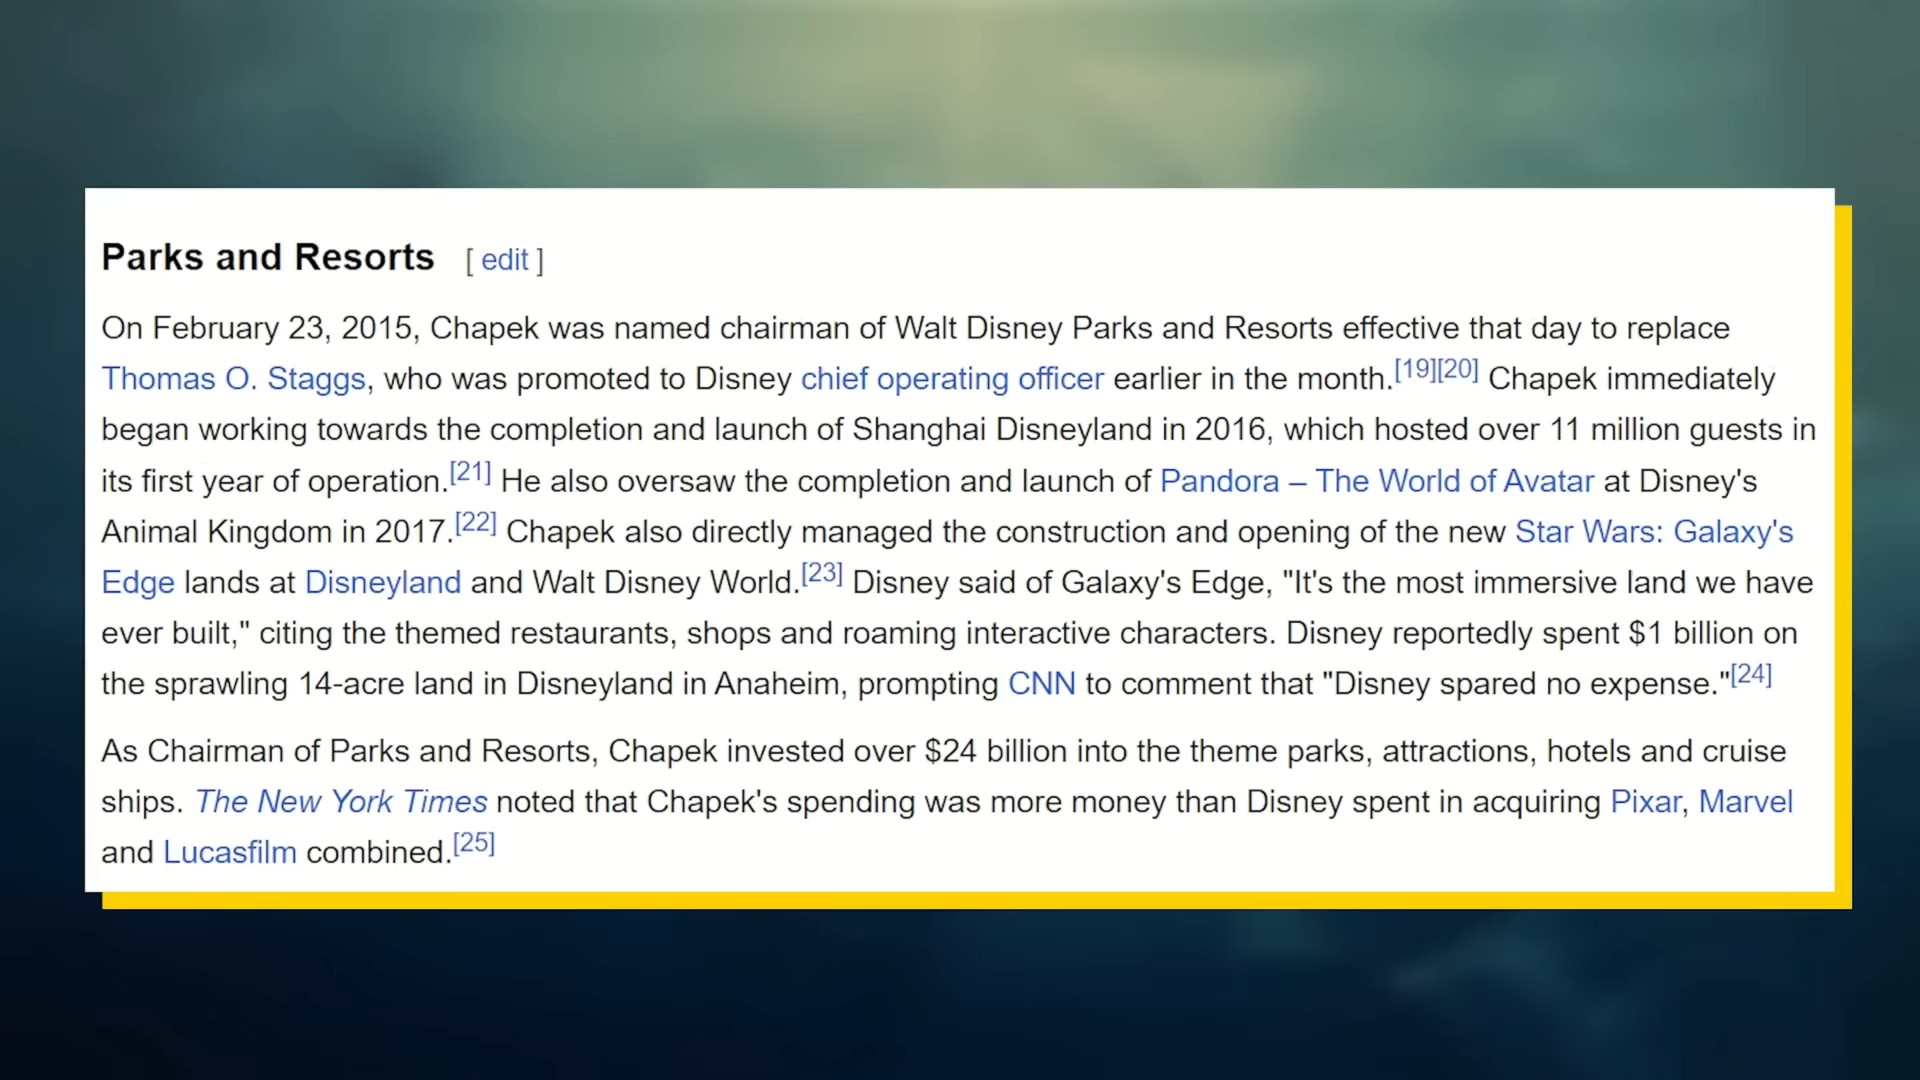 Parks and Resorts [ edit ]
On February 23, 2015, Chapek was named chairman of Walt Disney Parks and Resorts effective that day to replace
Thomas O. Staggs, who was promoted to Disney chief operating officer earlier in the month.[19][20] Chapek immediately
began working towards the completion and launch of Shanghai Disneyland in 2016, which hosted over 11 million guests in
its first year of operation.[21] He also oversaw the completion and launch of Pandora – The World of Avatar at Disney's
Animal Kingdom in 2017.[22] Chapek also directly managed the construction and opening of the new Star Wars: Galaxy's
Edge lands at Disneyland and Walt Disney World.[23] Disney said of Galaxy's Edge, "It's the most immersive land we have
ever built," citing the themed restaurants, shops and roaming interactive characters. Disney reportedly spent $1 billion on
the sprawling 14-acre land in Disneyland in Anaheim, prompting CNN to comment that "Disney spared no expense."[24]
As Chairman of Parks and Resorts, Chapek invested over $24 billion into the theme parks, attractions, hotels and cruise
ships. The New York Times noted that Chapek's spending was more money than Disney spent in acquiring Pixar, Marvel
and Lucasfilm combined.[25]